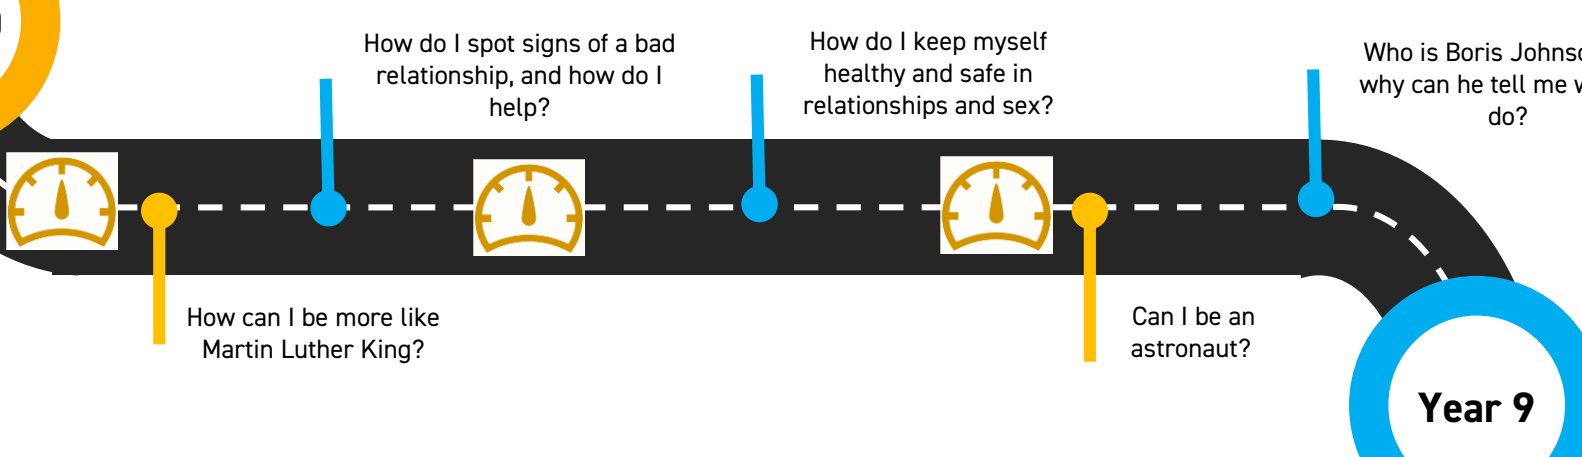 How do I spot signs of a bad
relationship, and how do I
help?
How do I keep myself
healthy and safe in
relationships and sex?
Who is Boris
why can he tell me
do?
How can I be more like
Martin Luther King?
Can I be an
astronaut?
Year 9